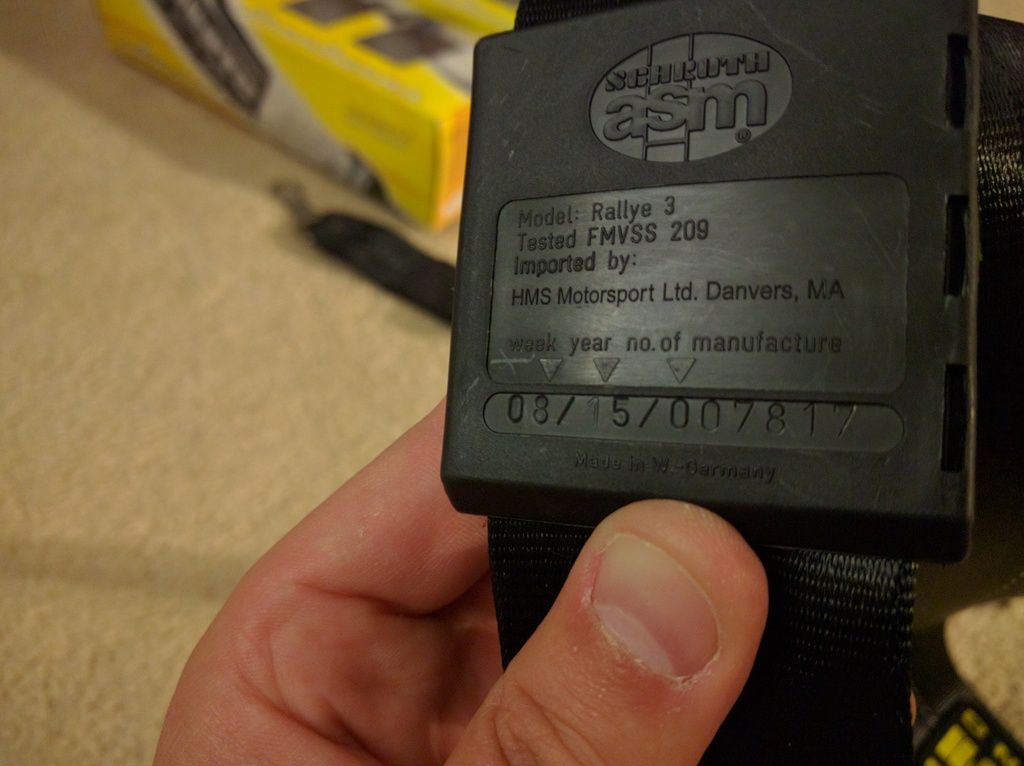 SCHROTH
asm®
Model: Rallye 3
Tested FMVSS 209
Imported by:
HMS Motorsport Ltd. Danvers, MA
week year no. of manufacture
08/15/007817
Made in W.-Germany